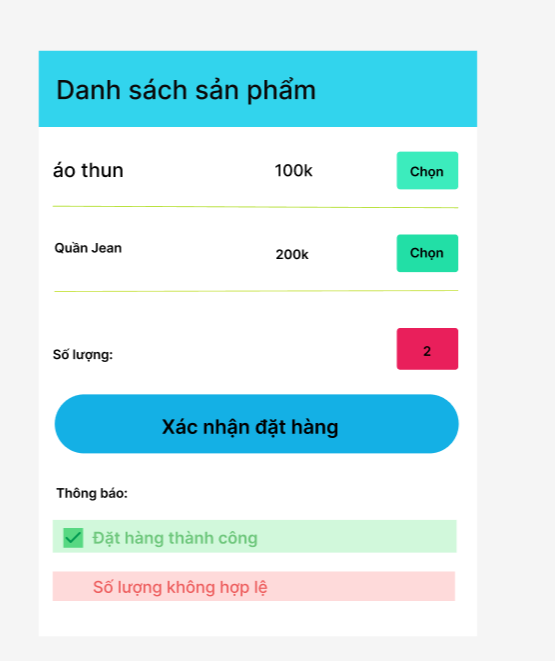 Danh sách sản phẩm
áo thun 100k Chọn
Quần Jean 200k Chọn
Số lượng: 2
Xác nhận đặt hàng
Thông báo:
Đặt hàng thành công
Số lượng không hợp lệ